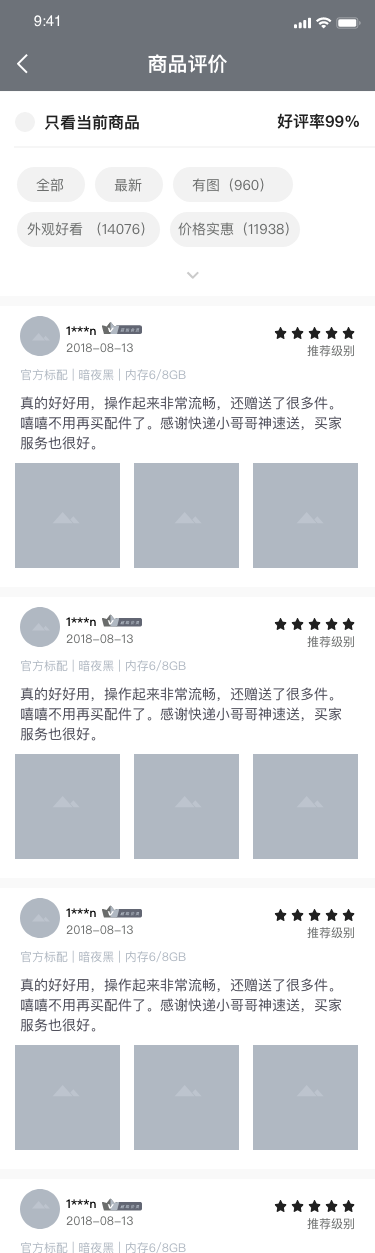 9:41
商品评价
只看当前商品 好评率99%
全部 最新 有图（960）
外观好看 （14076） 价格实惠（11938）
1***n
2018-08-13
推荐级别
官方标配 | 暗夜黑 | 内存6/8GB
真的好好用，操作起来非常流畅，还赠送了很多件。
嘻嘻不用再买配件了。感谢快递小哥哥神速送，买家
服务也很好。
1***n
2018-08-13
推荐级别
官方标配 | 暗夜黑 | 内存6/8GB
真的好好用，操作起来非常流畅，还赠送了很多件。
嘻嘻不用再买配件了。感谢快递小哥哥神速送，买家
服务也很好。
1***n
2018-08-13
推荐级别
官方标配 | 暗夜黑 | 内存6/8GB
真的好好用，操作起来非常流畅，还赠送了很多件。
嘻嘻不用再买配件了。感谢快递小哥哥神速送，买家
服务也很好。
1***n
2018-08-13
推荐级别
官方标配 | 暗夜黑 | 内存6/8GB